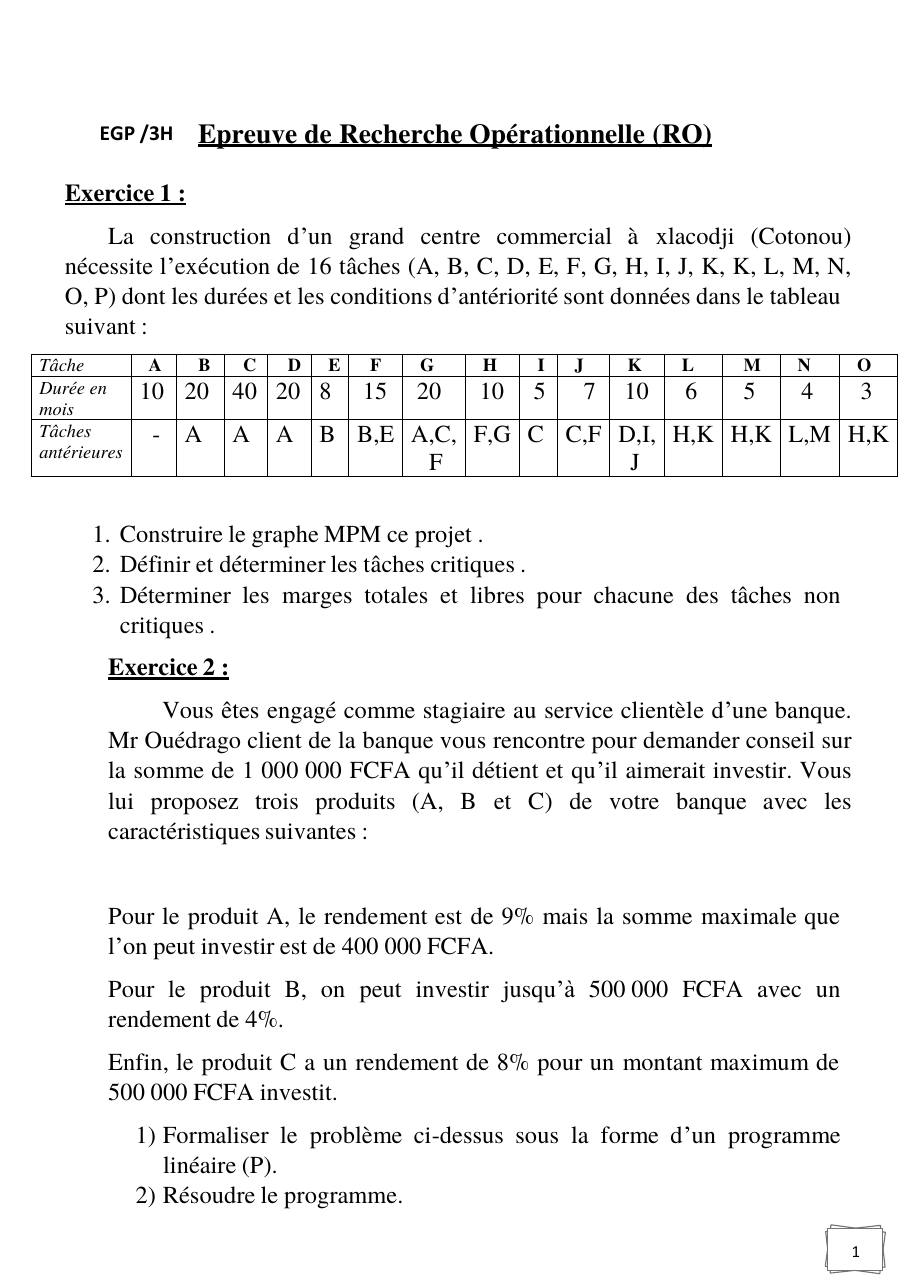 EGP /3H Epreuve de Recherche Opérationnelle (RO)
Exercice 1 :
La construction d’un grand centre commercial à xlacodji (Cotonou)
nécessite l’exécution de 16 tâches (A, B, C, D, E, F, G, H, I, J, K, K, L, M, N,
O, P) dont les durées et les conditions d’antériorité sont données dans le tableau
suivant :
Tâche A B C D E F G H I J K L M N O
Durée en 10 20 40 20 8 15 20 10 5 7 10 6 5 4 3
mois
Tâches - A A A B B,E A,C, F,G C C,F D,I, H,K H,K L,M H,K
antérieures F J
1. Construire le graphe MPM ce projet .
2. Définir et déterminer les tâches critiques .
3. Déterminer les marges totales et libres pour chacune des tâches non
critiques .
Exercice 2 :
Vous êtes engagé comme stagiaire au service clientèle d’une banque.
Mr Ouédrago client de la banque vous rencontre pour demander conseil sur
la somme de 1 000 000 FCFA qu’il détient et qu’il aimerait investir. Vous
lui proposez trois produits (A, B et C) de votre banque avec les
caractéristiques suivantes :
Pour le produit A, le rendement est de 9% mais la somme maximale que
l’on peut investir est de 400 000 FCFA.
Pour le produit B, on peut investir jusqu’à 500 000 FCFA avec un
rendement de 4%.
Enfin, le produit C a un rendement de 8% pour un montant maximum de
500 000 FCFA investit.
1) Formaliser le problème ci-dessus sous la forme d’un programme
linéaire (P).
2) Résoudre le programme.
1